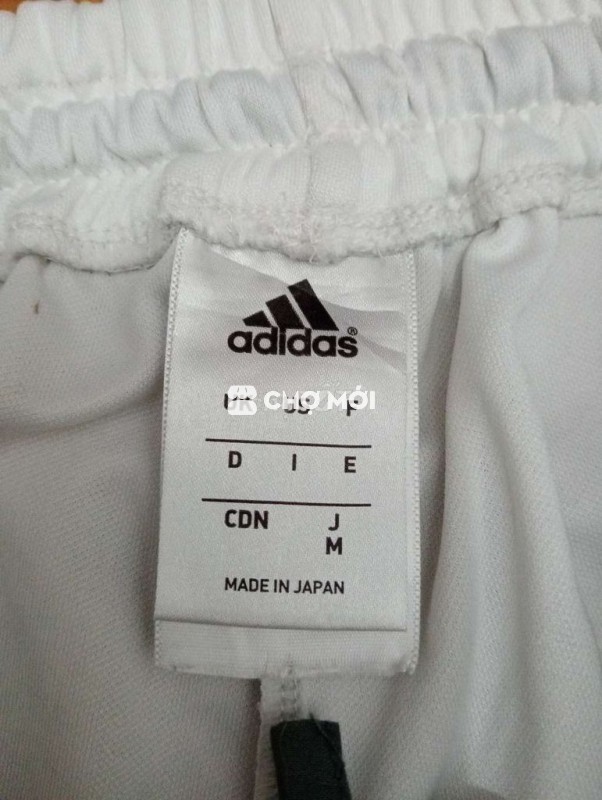 adidas®
CHỢ MỚI
D I E
CDN J
M
MADE IN JAPAN